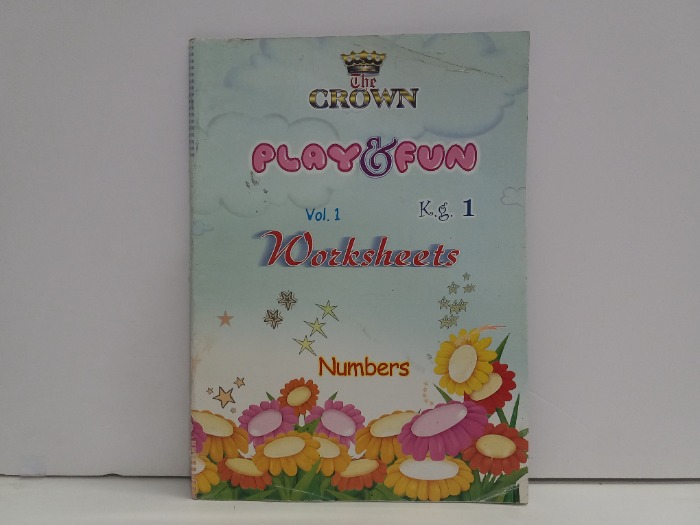 The
CROWN
PLAY & FUN
K.g. 1
Vol. 1
Worksheets
Numbers